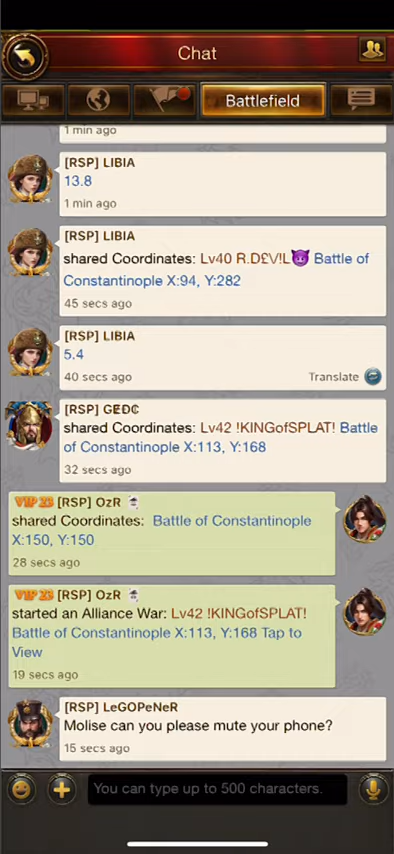 Chat
Battlefield
1 min ago
[RSP] LIBIA
13.8
1 min ago
[RSP] LIBIA
shared Coordinates: Lv40 R.D£\/!L😈 Battle of
Constantinople X:94, Y:282
45 secs ago
[RSP] LIBIA
5.4
40 secs ago
Translate
[RSP] GɆĐ₵
shared Coordinates: Lv42 !KINGofSPLAT! Battle
of Constantinople X:113, Y:168
32 secs ago
VIP 23 [RSP] OzR
shared Coordinates: Battle of Constantinople
X:150, Y:150
28 secs ago
VIP 23 [RSP] OzR
started an Alliance War: Lv42 !KINGofSPLAT!
Battle of Constantinople X:113, Y:168 Tap to
View
19 secs ago
[RSP] LeGOPeNeR
Molise can you please mute your phone?
15 secs ago
You can type up to 500 characters.